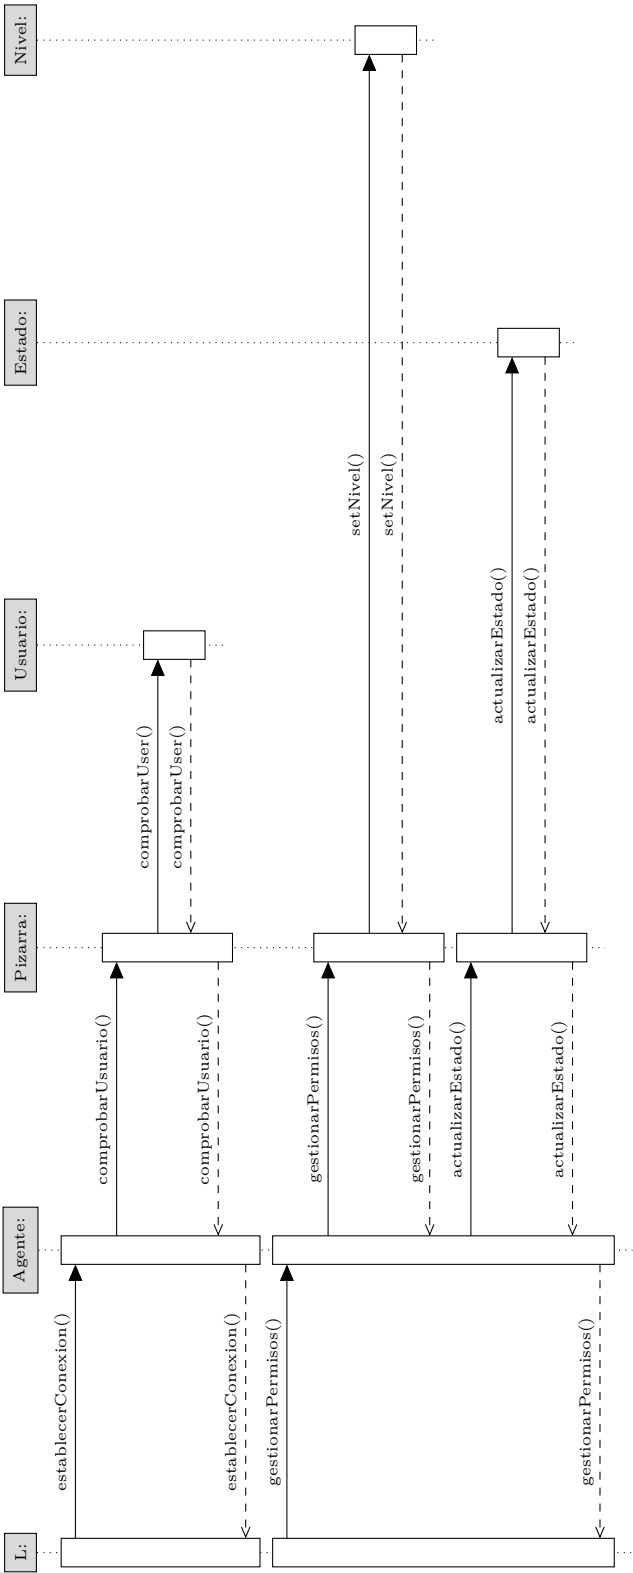 L:
Agente:
Pizarra:
Usuario:
Estado:
Nivel:
establecerConexion()
comprobarUsuario()
comprobarUser()
comprobarUser()
comprobarUsuario()
establecerConexion()
gestionarPermisos()
gestionarPermisos()
setNivel()
setNivel()
gestionarPermisos()
actualizarEstado()
actualizarEstado()
actualizarEstado()
actualizarEstado()
gestionarPermisos()